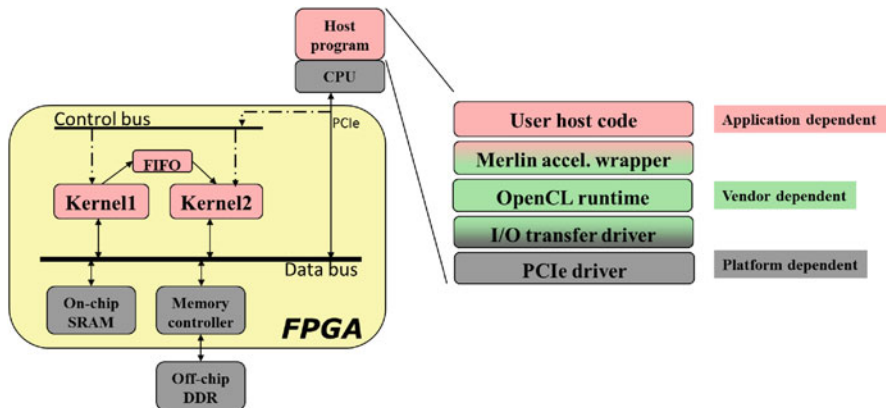 Host
program
CPU
Control bus
PCIe
FIFO
Kernel1
Kernel2
Data bus
On-chip
SRAM
Memory
controller
FPGA
Off-chip
DDR
User host code
Application dependent
Merlin accel. wrapper
OpenCL runtime
Vendor dependent
I/O transfer driver
PCIe driver
Platform dependent